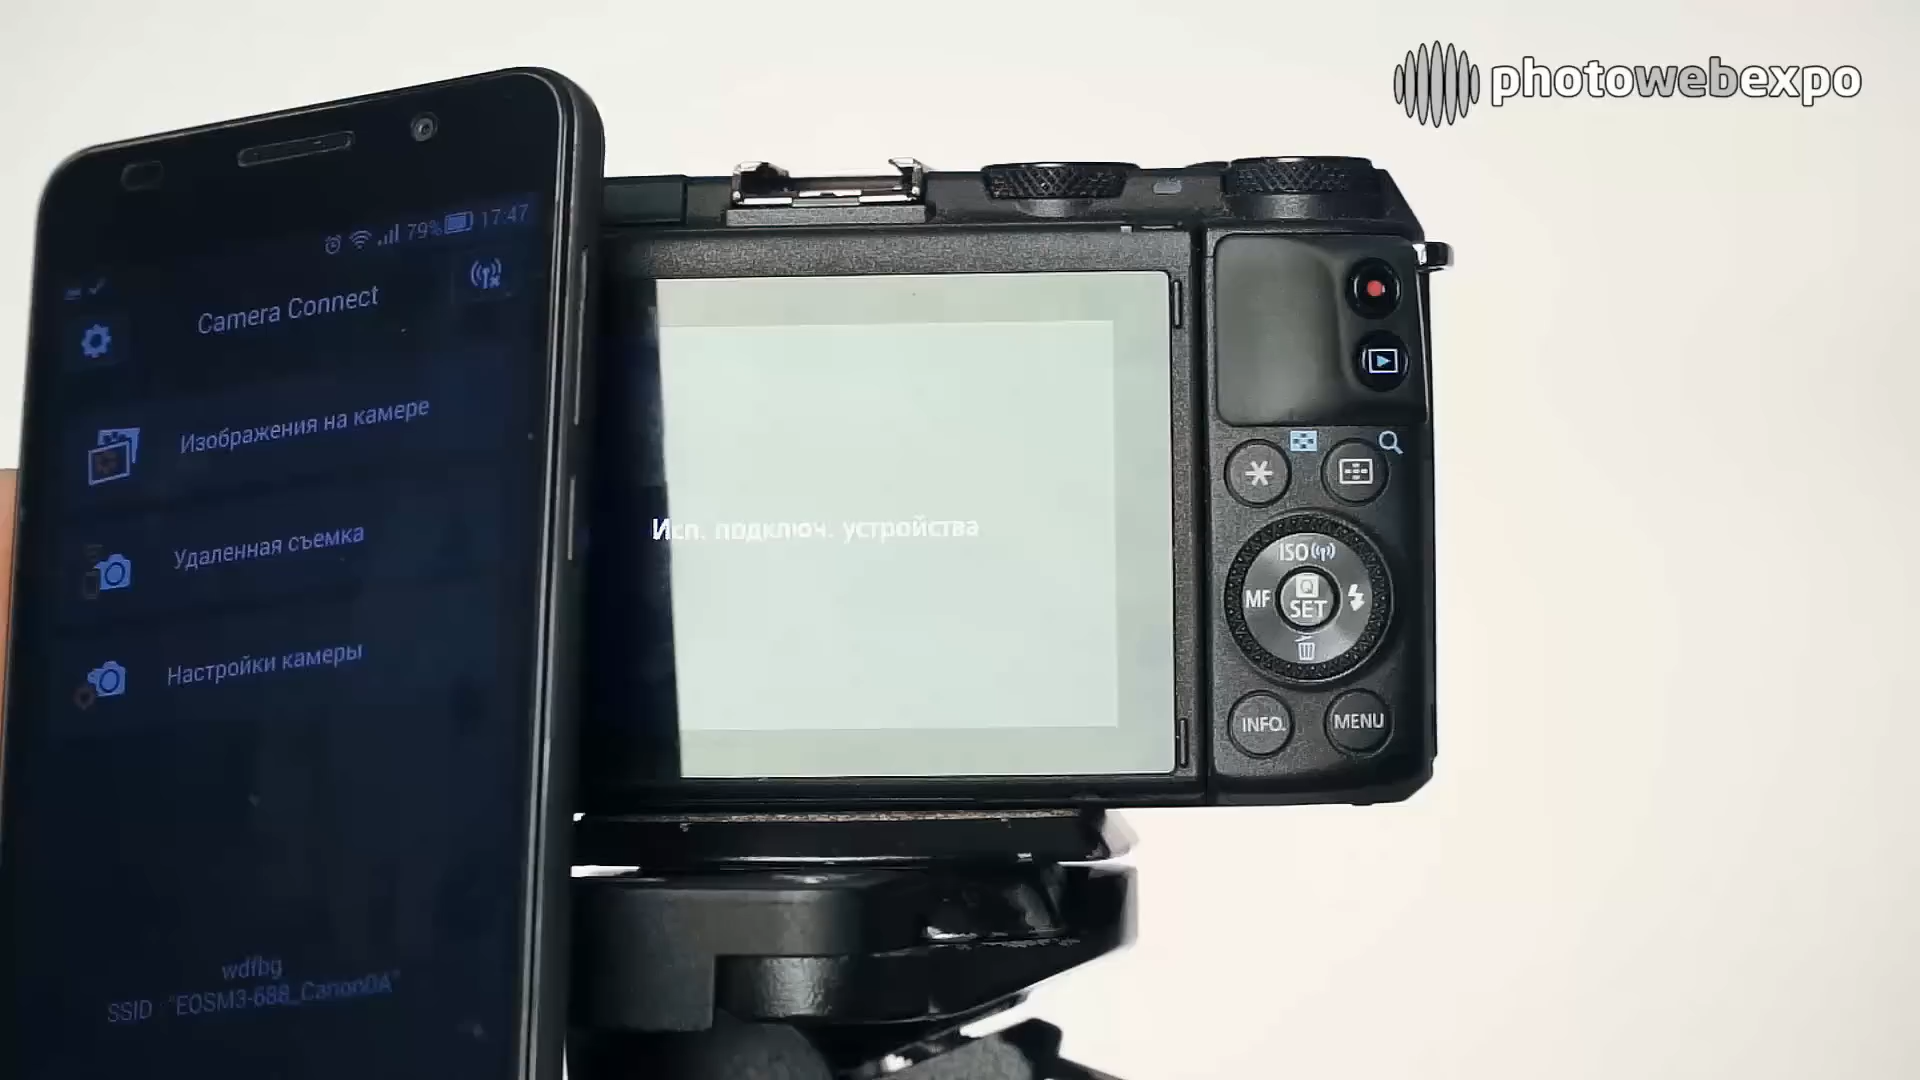 photowebexpo
79% 17:47
Camera Connect
Изображения на камере
Удаленная съемка
Настройки камеры
wdfbg
SSID : "EOSM3-688_Canon0A"
Исп. подключ. устройства
ISO
MF
Q
SET
INFO.
MENU